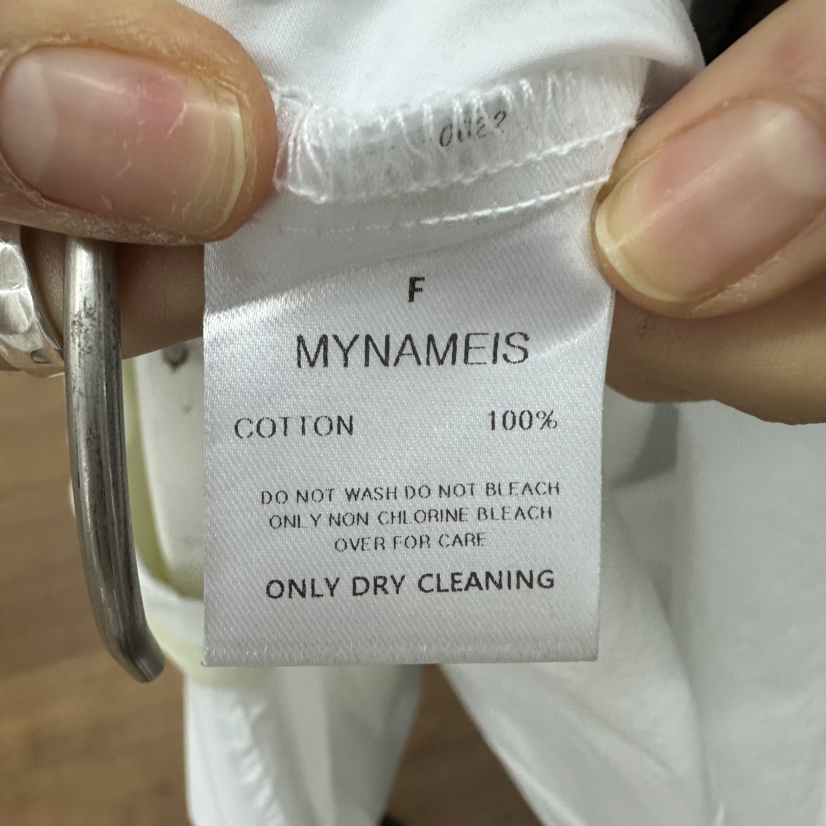 F
MYNAMEIS
COTTON 100%
DO NOT WASH DO NOT BLEACH
ONLY NON CHLORINE BLEACH
OVER FOR CARE
ONLY DRY CLEANING